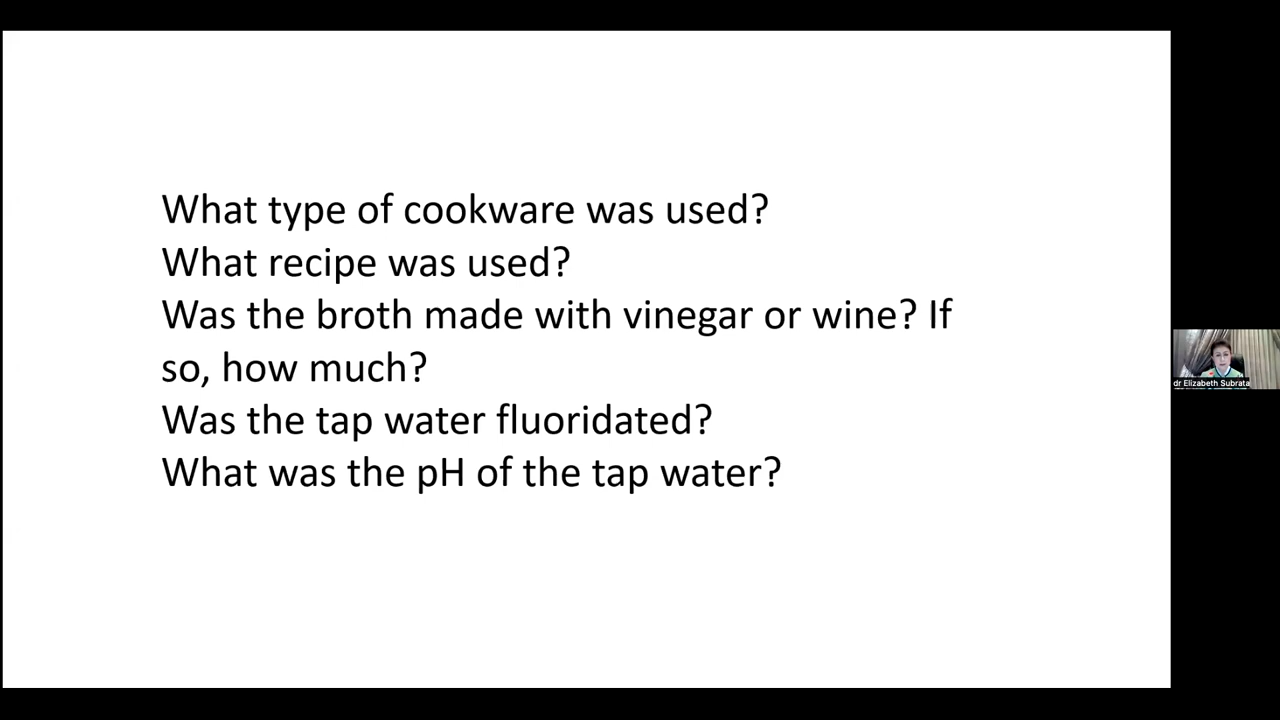 What type of cookware was used?
What recipe was used?
Was the broth made with vinegar or wine? If
so, how much?
Was the tap water fluoridated?
What was the pH of the tap water?
dr Elizabeth Subrata